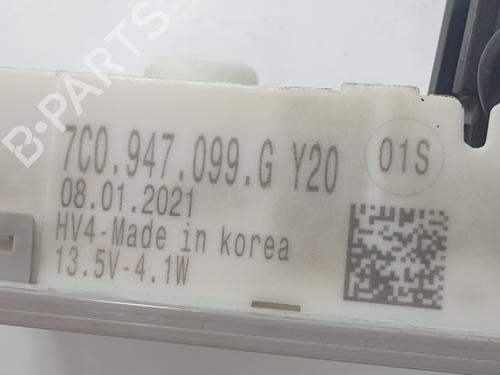 7C0.947.099.G Y20 01S
08.01.2021
HV4-Made in korea
13.5V-4.1W
B-PARTS